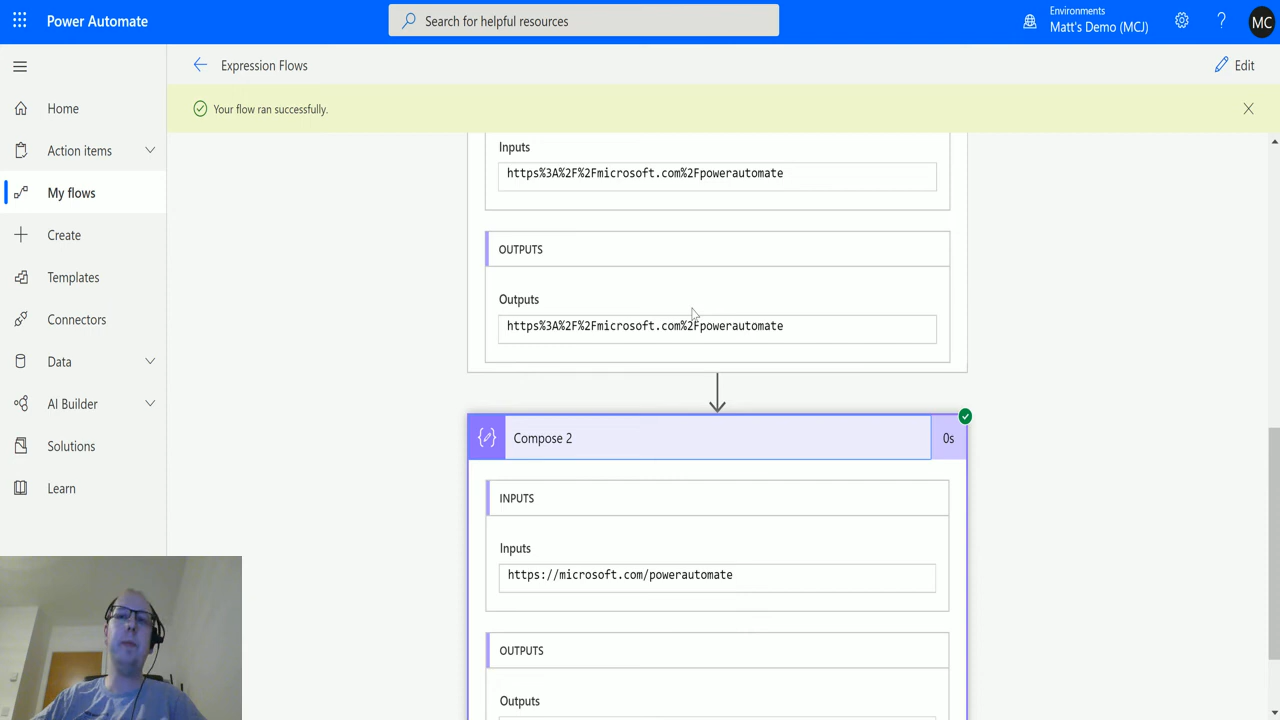 Power Automate
Search for helpful resources
Environments
Matt's Demo (MCJ)
?
MC
Expression Flows
Edit
Your flow ran successfully.
Home
Action items
My flows
Create
Templates
Connectors
Data
AI Builder
Solutions
Learn
Inputs
https%3A%2F%2Fmicrosoft.com%2Fpowerautomate
OUTPUTS
Outputs
https%3A%2F%2Fmicrosoft.com%2Fpowerautomate
Compose 2
0s
INPUTS
Inputs
https://microsoft.com/powerautomate
OUTPUTS
Outputs